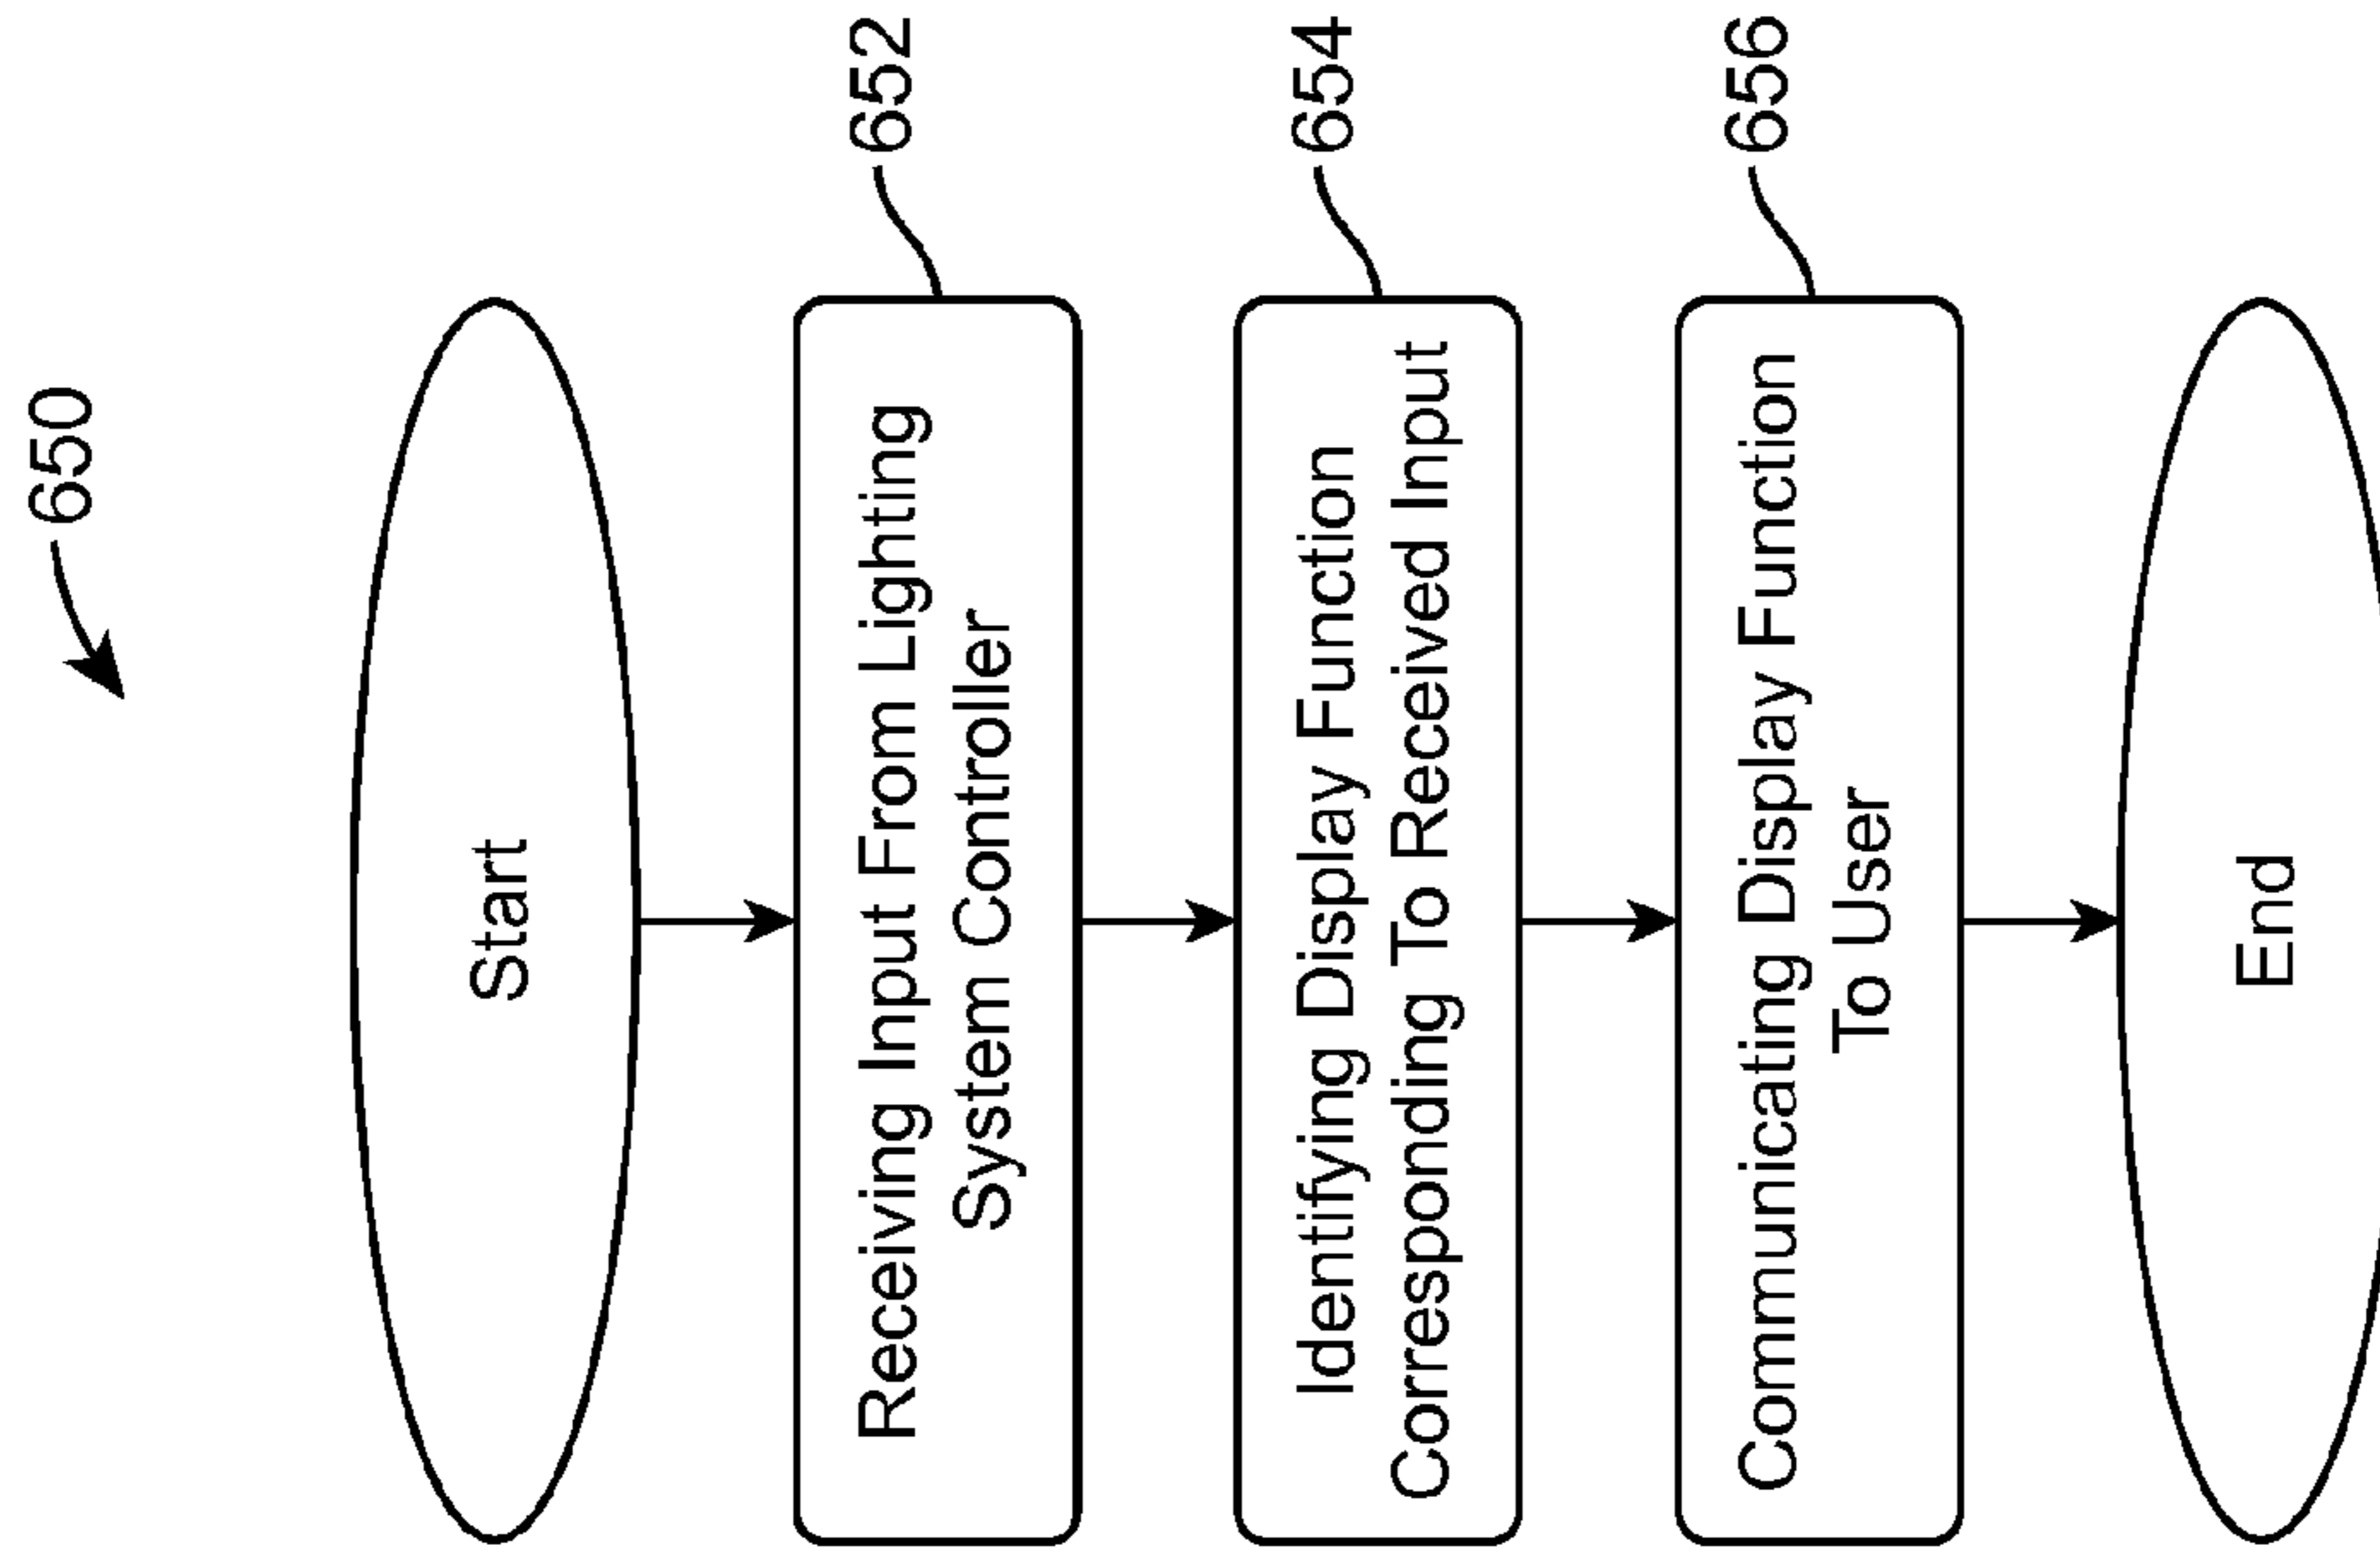 650
Start
Receiving Input From Lighting
System Controller
652
Identifying Display Function
Corresponding To Received Input
654
Communicating Display Function
To User
656
End